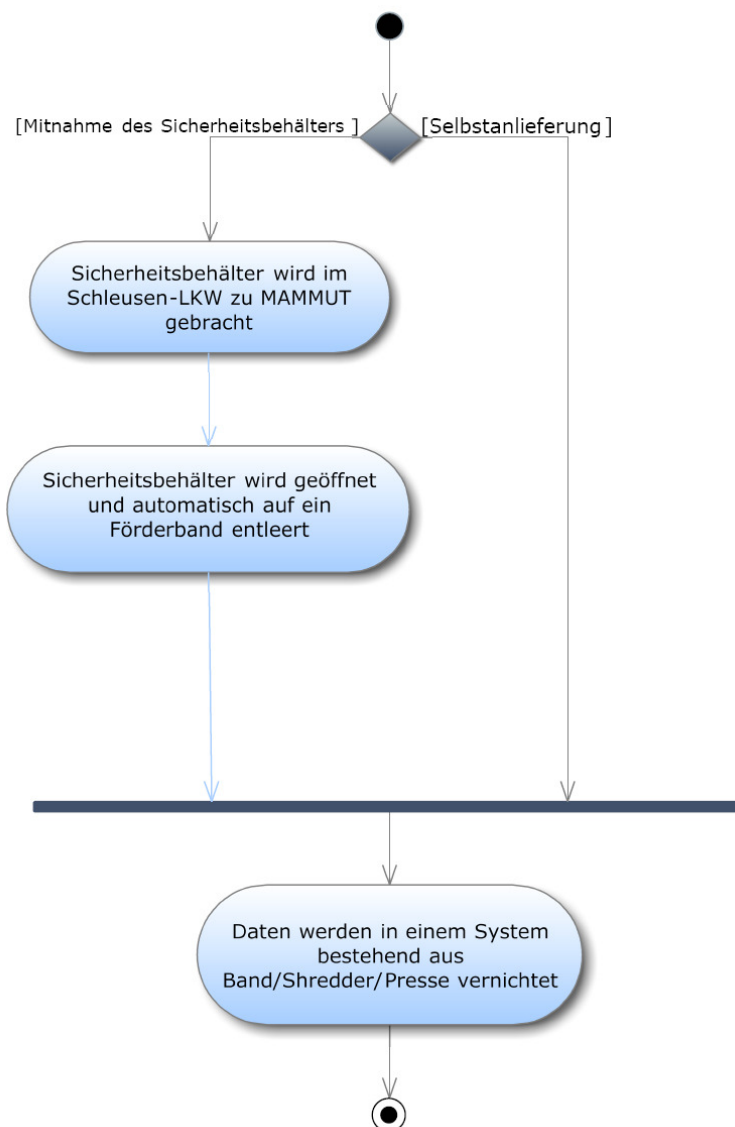 [Mitnahme des Sicherheitsbehälters ]
[Selbstanlieferung ]
Sicherheitsbehälter wird im
Schleusen-LKW zu MAMMUT
gebracht
Sicherheitsbehälter wird geöffnet
und automatisch auf ein
Förderband entleert
Daten werden in einem System
bestehend aus
Band/Shredder/Presse vernichtet